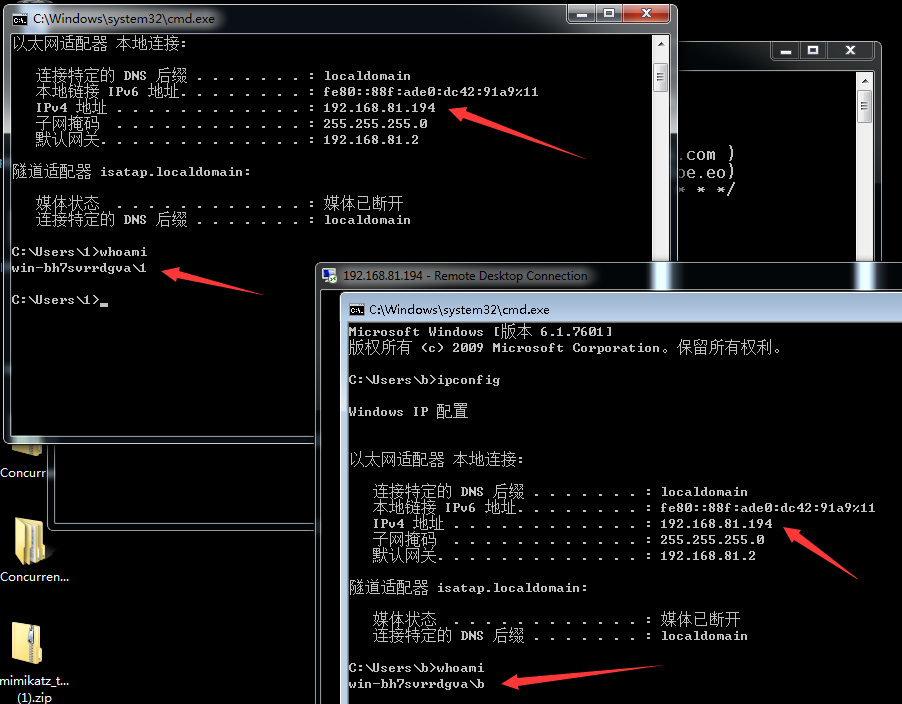 C:\Windows\system32\cmd.exe
以太网适配器 本地连接:
连接特定的 DNS 后缀 . . . . . . . : localdomain
本地链接 IPv6 地址. . . . . . . . : fe80::88f:ade0:dc42:91a9%11
IPv4 地址 . . . . . . . . . . . . : 192.168.81.194
子网掩码 . . . . . . . . . . . . : 255.255.255.0
默认网关. . . . . . . . . . . . . : 192.168.81.2
隧道适配器 isatap.localdomain:
媒体状态 . . . . . . . . . . . . : 媒体已断开
连接特定的 DNS 后缀 . . . . . . . : localdomain
C:\Users\1>whoami
win-bh7svrrdgva\1
C:\Users\1>_
.com )
pe.eo)
* * */
192.168.81.194 - Remote Desktop Connection
C:\Windows\system32\cmd.exe
Microsoft Windows [版本 6.1.7601]
版权所有 (c) 2009 Microsoft Corporation。保留所有权利。
C:\Users\b>ipconfig
Windows IP 配置
以太网适配器 本地连接:
连接特定的 DNS 后缀 . . . . . . . : localdomain
本地链接 IPv6 地址. . . . . . . . : fe80::88f:ade0:dc42:91a9%11
IPv4 地址 . . . . . . . . . . . . : 192.168.81.194
子网掩码 . . . . . . . . . . . . : 255.255.255.0
默认网关. . . . . . . . . . . . . : 192.168.81.2
隧道适配器 isatap.localdomain:
媒体状态 . . . . . . . . . . . . : 媒体已断开
连接特定的 DNS 后缀 . . . . . . . : localdomain
C:\Users\b>whoami
win-bh7svrrdgva\b
Concurr
Concurren...
mimikatz_t...
(1).zip